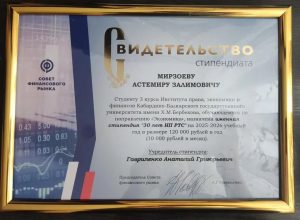 СВИДЕТЕЛЬСТВО
стипендиата
СОВЕТ
ФИНАНСОВОГО
РЫНКА
МИРЗОЕВУ
АСТЕМИРУ ЗАЛИМОВИЧУ
Студенту 3 курса Института права, экономики и
финансов Кабардино-Балкарского государственного
университета имени Х.М.Бербекова, обучающемуся по
направлению «Экономика», назначена именная
стипендия "30 лет НП РТС" на 2025-2026 учебный
год в размере 120 000 рублей в год
(10 000 рублей в месяц).
Учредитель стипендии:
Гавриленко Анатолий Григорьевич
Председатель Совета
финансового рынка